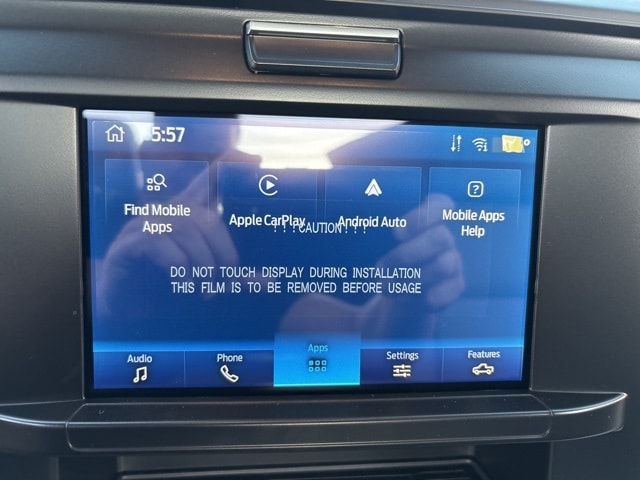 5:57
Find Mobile
Apps
Apple CarPlay
Android Auto
Mobile Apps
Help
!!!CAUTION!!!
DO NOT TOUCH DISPLAY DURING INSTALLATION
THIS FILM IS TO BE REMOVED BEFORE USAGE
Audio
Phone
Apps
Settings
Features